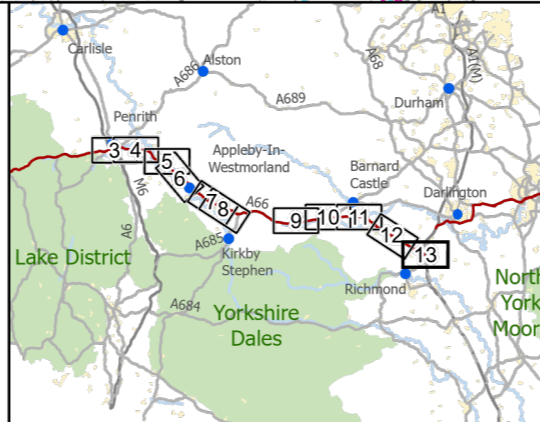 A1
Carlisle
A68
A1(M)
A686
Alston
A689
Durham
Penrith
3 4
5
6
7 8
Appleby-In-
Westmorland
Barnard
Castle
Darlington
A66
9
10
11
12
13
M6
A6
Lake District
A685
Kirkby
Stephen
Richmond
A684
Yorkshire
Dales
North
York
Moor